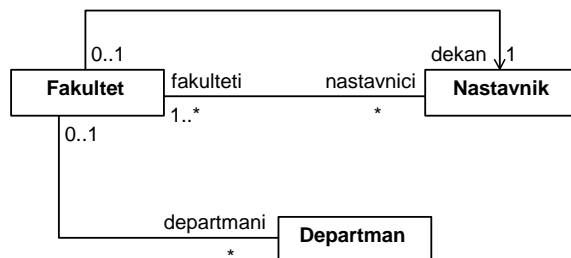 0..1
dekan 1
Fakultet fakulteti nastavnici Nastavnik
1..* *
0..1
departmani Departman
*